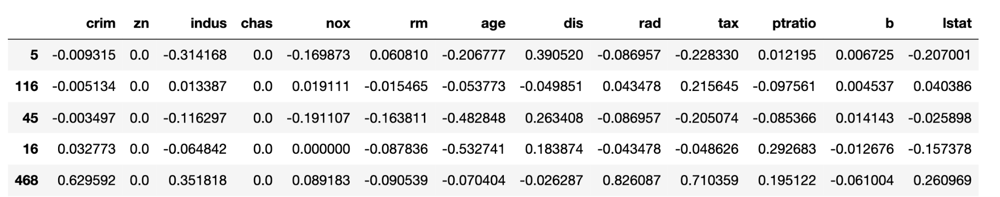 crim zn indus chas nox rm age dis rad tax ptratio b lstat
5 -0.009315 0.0 -0.314168 0.0 -0.169873 0.060810 -0.206777 0.390520 -0.086957 -0.228330 0.012195 0.006725 -0.207001
116 -0.005134 0.0 0.013387 0.0 0.019111 -0.015465 -0.053773 -0.049851 0.043478 0.215645 -0.097561 0.004537 0.040386
45 -0.003497 0.0 -0.116297 0.0 -0.191107 -0.163811 -0.482848 0.263408 -0.086957 -0.205074 -0.085366 0.014143 -0.025898
16 0.032773 0.0 -0.064842 0.0 0.000000 -0.087836 -0.532741 0.183874 -0.043478 -0.048626 0.292683 -0.012676 -0.157378
468 0.629592 0.0 0.351818 0.0 0.089183 -0.090539 -0.070404 -0.026287 0.826087 0.710359 0.195122 -0.061004 0.260969